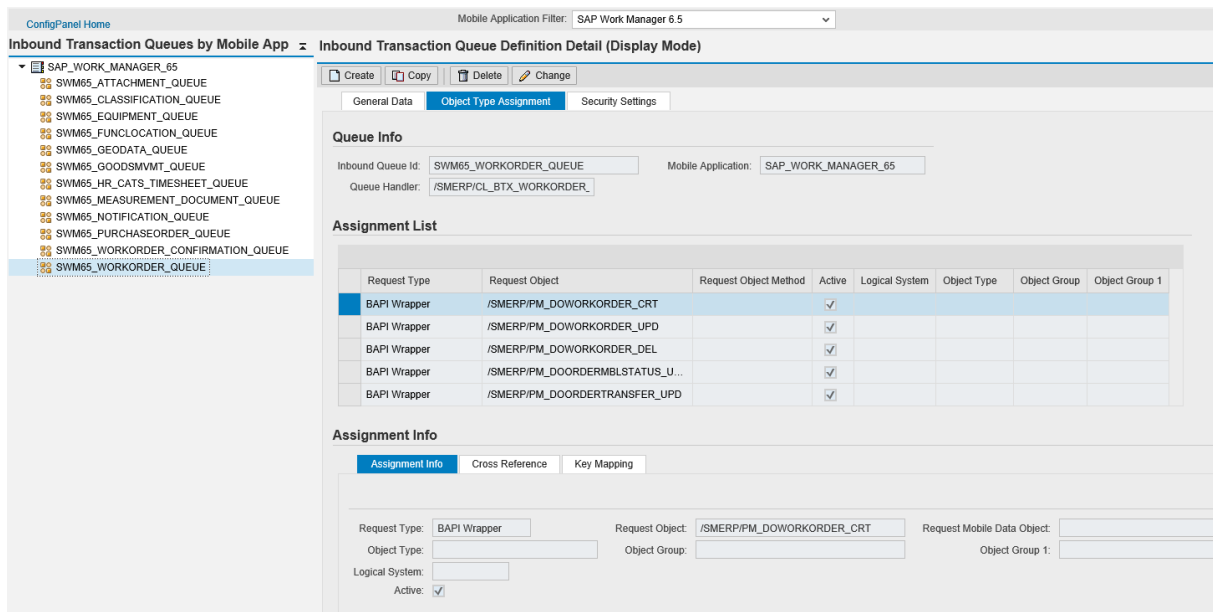 ConfigPanel Home
Mobile Application Filter: SAP Work Manager 6.5
Inbound Transaction Queues by Mobile App
SAP_WORK_MANAGER_65
SWM65_ATTACHMENT_QUEUE
SWM65_CLASSIFICATION_QUEUE
SWM65_EQUIPMENT_QUEUE
SWM65_FUNCLOCATION_QUEUE
SWM65_GEODATA_QUEUE
SWM65_GOODSMVMT_QUEUE
SWM65_HR_CATS_TIMESHEET_QUEUE
SWM65_MEASUREMENT_DOCUMENT_QUEUE
SWM65_NOTIFICATION_QUEUE
SWM65_PURCHASEORDER_QUEUE
SWM65_WORKORDER_CONFIRMATION_QUEUE
SWM65_WORKORDER_QUEUE
Inbound Transaction Queue Definition Detail (Display Mode)
Create Copy Delete Change
General Data Object Type Assignment Security Settings
Queue Info
Inbound Queue Id: SWM65_WORKORDER_QUEUE Mobile Application: SAP_WORK_MANAGER_65
Queue Handler: /SMERP/CL_BTX_WORKORDER_
Assignment List
Request Type Request Object Request Object Method Active Logical System Object Type Object Group Object Group 1
BAPI Wrapper /SMERP/PM_DOWORKORDER_CRT
BAPI Wrapper /SMERP/PM_DOWORKORDER_UPD
BAPI Wrapper /SMERP/PM_DOWORKORDER_DEL
BAPI Wrapper /SMERP/PM_DOORDERMBLSTATUS_U...
BAPI Wrapper /SMERP/PM_DOORDERTRANSFER_UPD
Assignment Info
Assignment Info Cross Reference Key Mapping
Request Type: BAPI Wrapper Request Object: /SMERP/PM_DOWORKORDER_CRT Request Mobile Data Object:
Object Type: Object Group: Object Group 1:
Logical System:
Active: